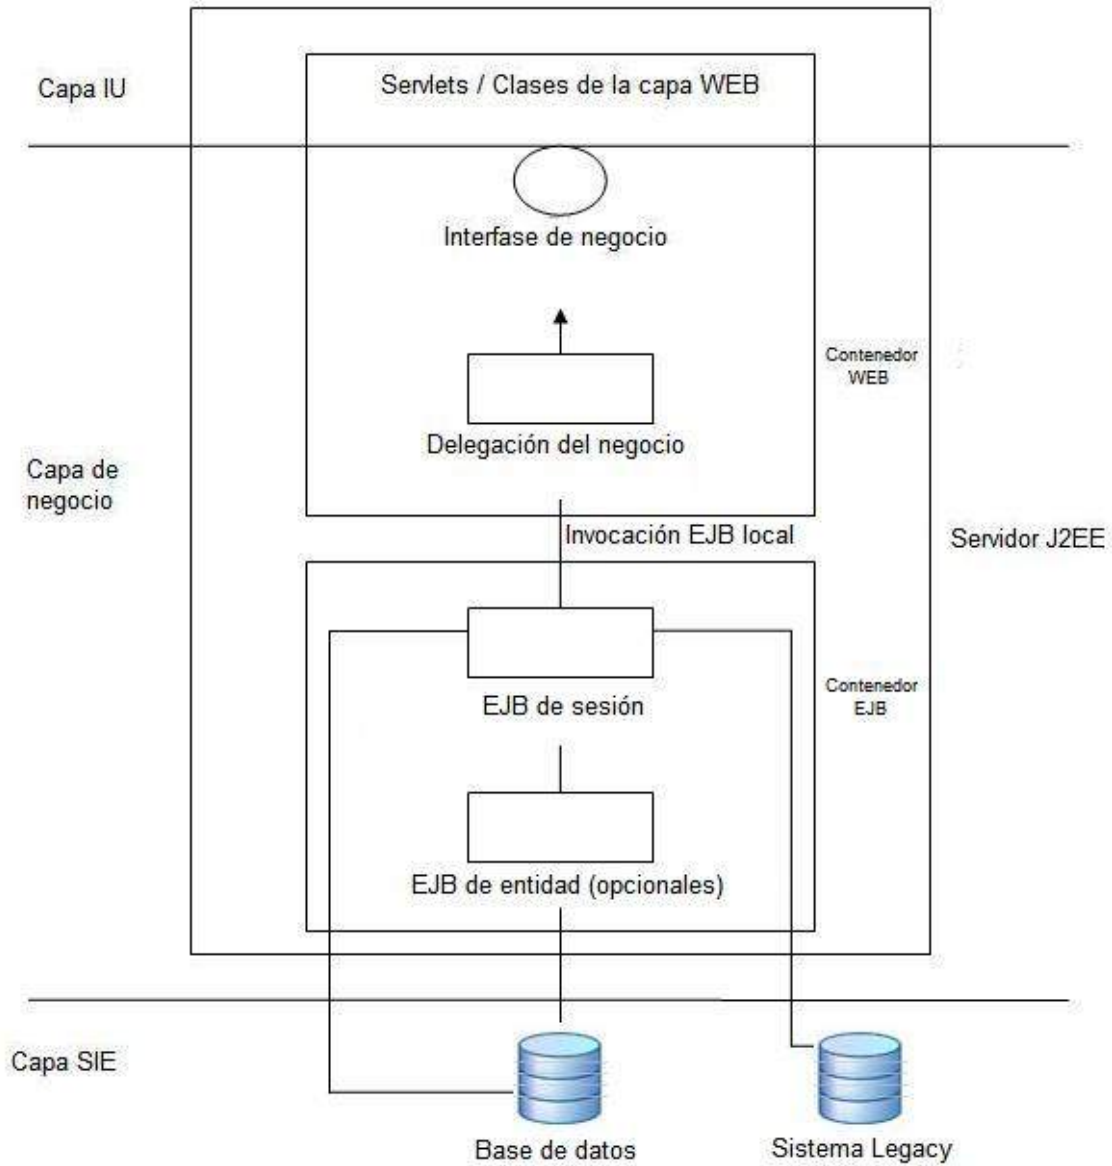 Capa IU
Servlets / Clases de la capa WEB
Interfase de negocio
Contenedor
WEB
Delegación del negocio
Capa de
negocio
Invocación EJB local
Servidor J2EE
EJB de sesión
Contenedor
EJB
EJB de entidad (opcionales)
Capa SIE
Base de datos
Sistema Legacy